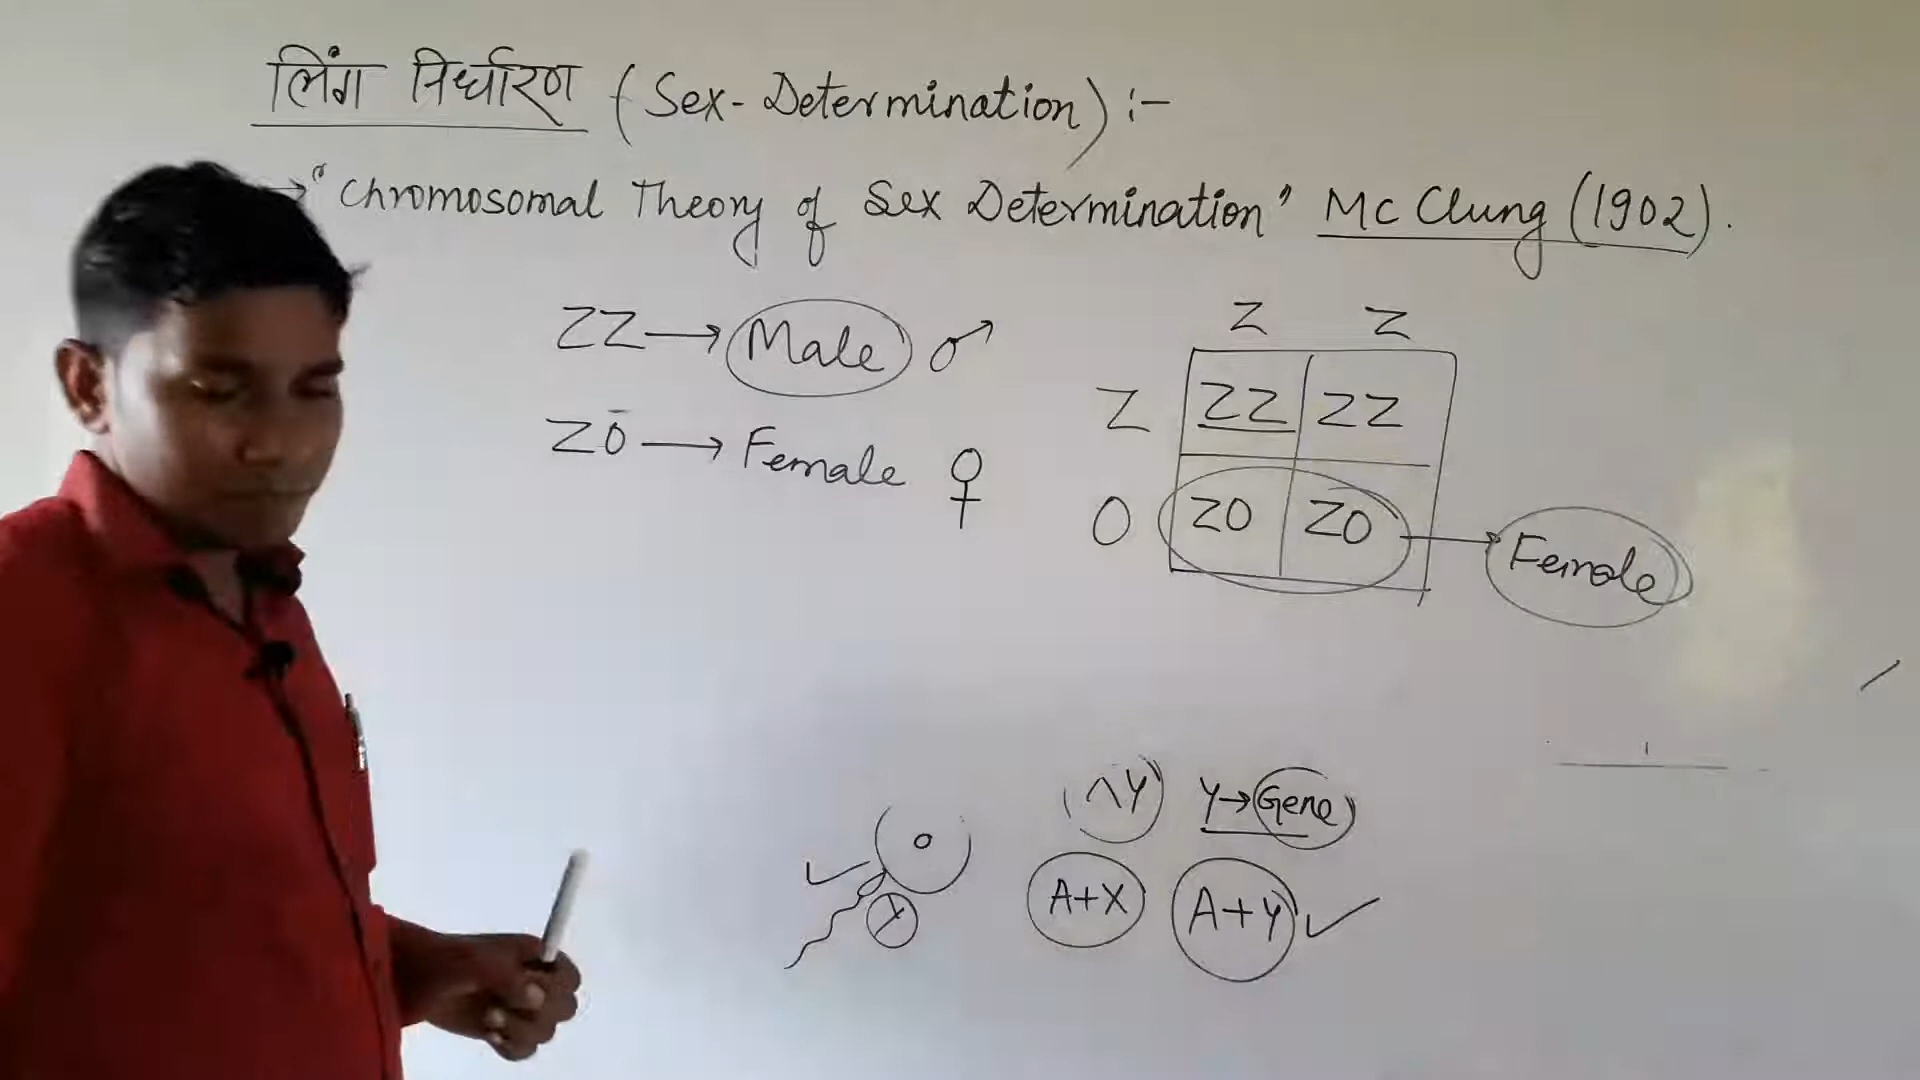 लिंग निर्धारण (Sex-Determination) :-
→ "Chromosomal Theory of Sex Determination" Mc Clung (1902).
ZZ → Male ♂
ZO → Female ♀
Z Z
Z ZZ ZZ
O ZO ZO → Female
Y Y → Gene
A+X A+Y ✓